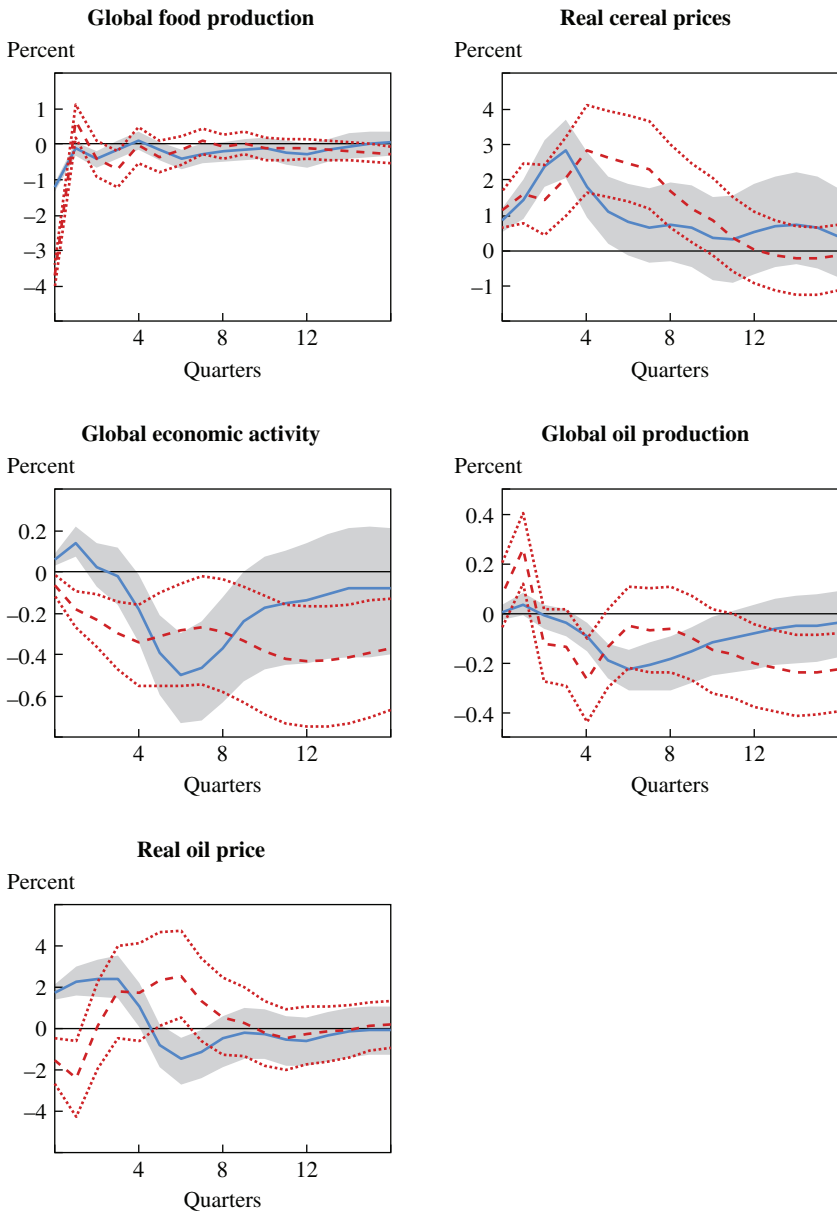 Global food production
Percent
1
0
–1
–2
–3
–4
4
8
12
Quarters
Real cereal prices
Percent
4
3
2
1
0
–1
4
8
12
Quarters
Global economic activity
Percent
0.2
0
–0.2
–0.4
–0.6
4
8
12
Quarters
Global oil production
Percent
0.4
0.2
0
–0.2
–0.4
4
8
12
Quarters
Real oil price
Percent
4
2
0
–2
–4
4
8
12
Quarters